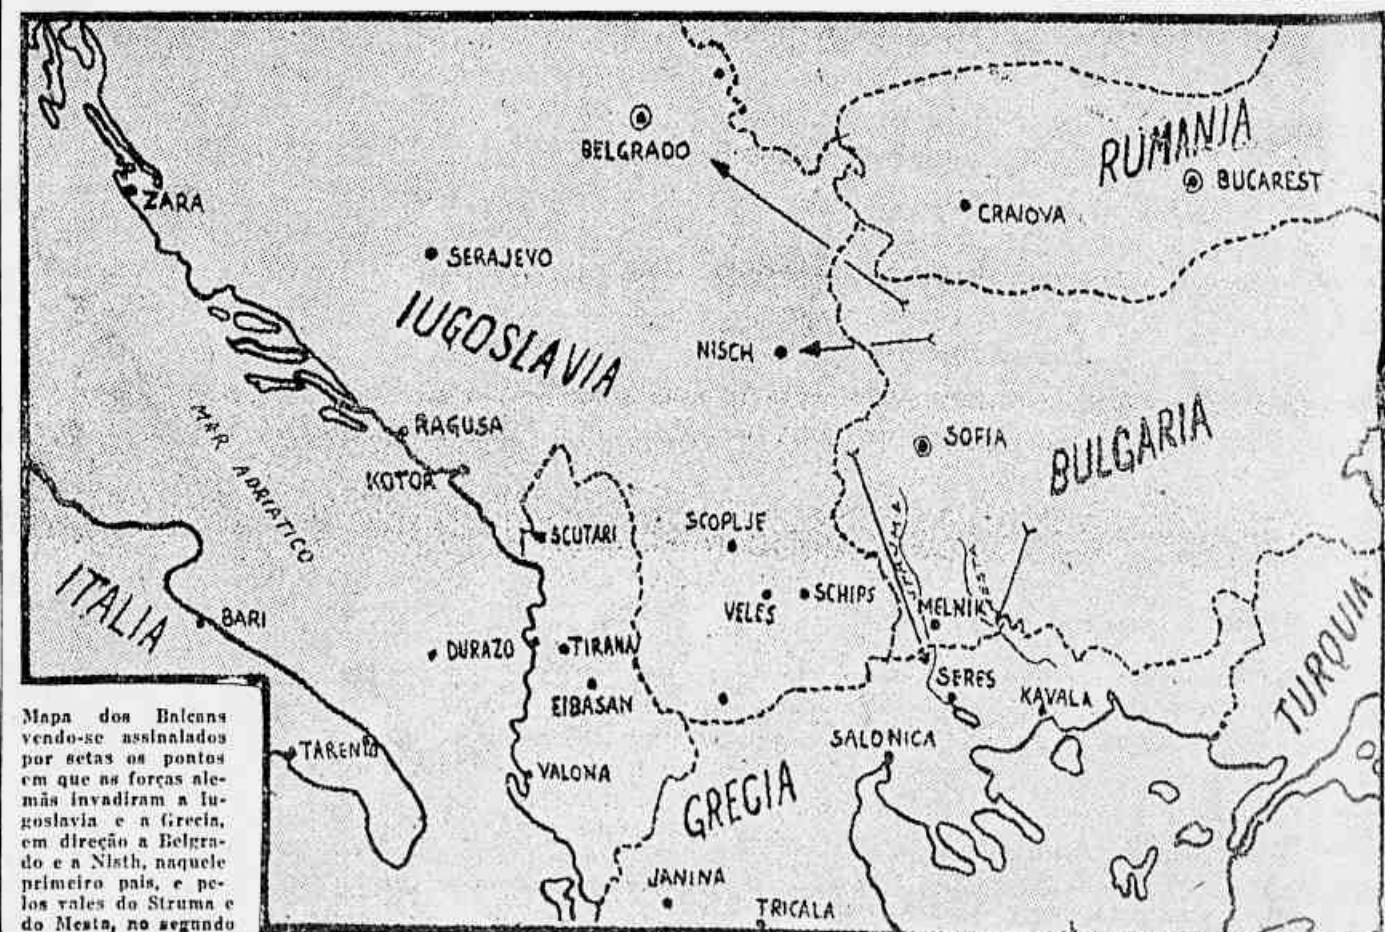 RUMANIA
BELGRADO
BUCAREST
ZARA
CRAIOVA
SERAJEVO
IUGOSLAVIA
NISCH
RAGUSA
SOFIA
BULGARIA
MAR ADRIATICO
KOTOR
SCUTARI
SCOPLJE
STRUMA
ITALIA
BARI
VELES
SCHIPS
MELNIK
MESTA
DURAZO
TIRANA
TURQUIA
EIBASAN
SERES
KAVALA
TARENTO
VALONA
SALONICA
GRECIA
JANINA
TRICALA
Mapa dos Balcans
vendo-se assinalados
por setas os pontos
em que as forças ale-
mãs invadiram a Iu-
goslavia e a Grecia,
em direção a Belgra-
do e a Nisth, naquele
primeiro pais, e pe-
los vales do Struma e
do Mesta, no segundo